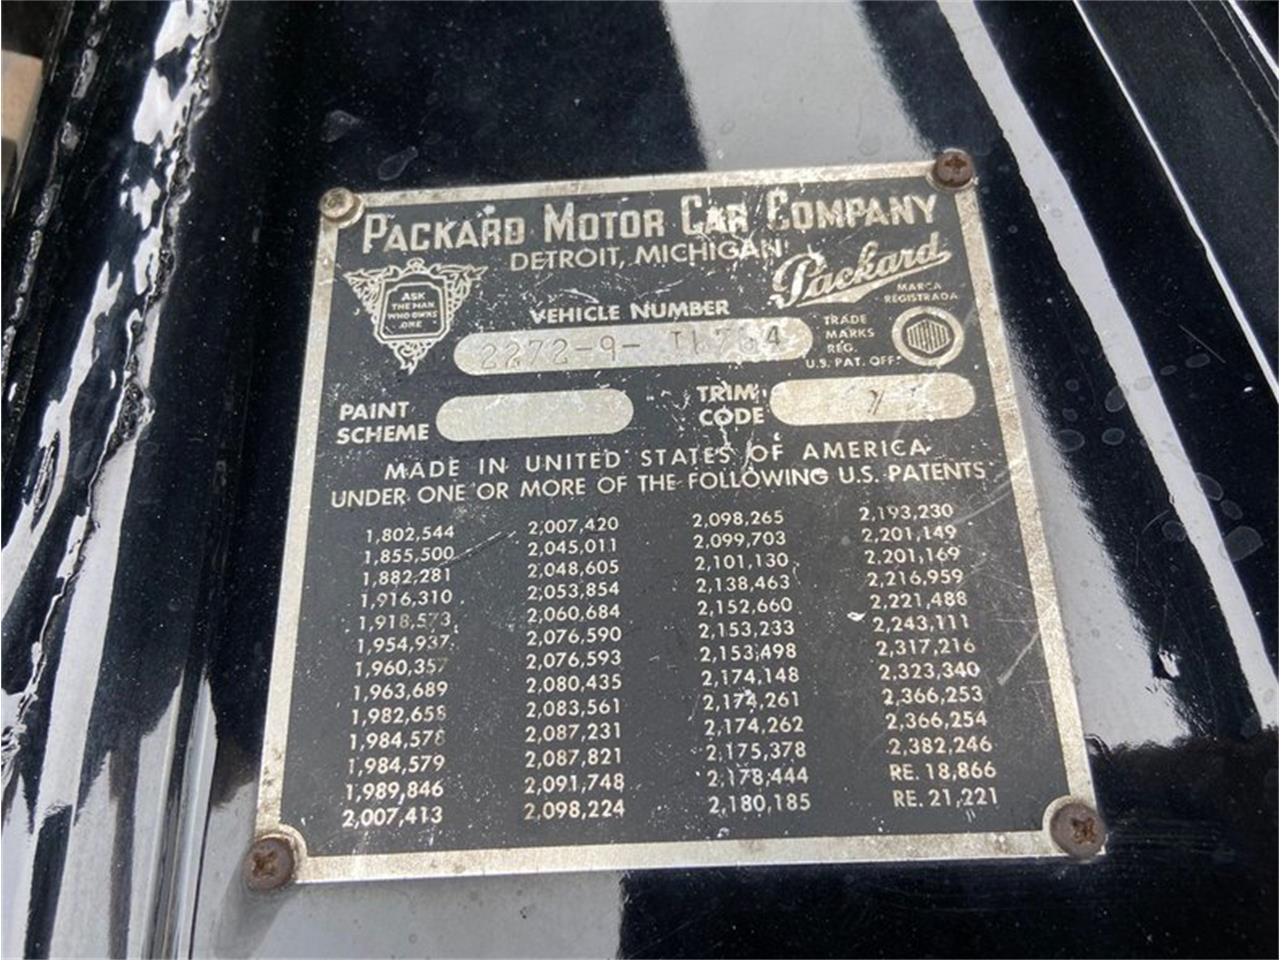 PACKARD MOTOR CAR COMPANY
DETROIT, MICHIGAN
ASK
THE MAN
WHO OWNS
ONE
Packard
MARCA
REGISTRADA
VEHICLE NUMBER
2272-9-
TRADE
MARKS
REG.
U.S. PAT. OFF.
PAINT
SCHEME
TRIM
CODE
MADE IN UNITED STATES OF AMERICA
UNDER ONE OR MORE OF THE FOLLOWING U.S. PATENTS
1,802,544 2,007,420 2,098,265 2,193,230
1,855,500 2,045,011 2,099,703 2,201,149
1,882,281 2,048,605 2,101,130 2,201,169
1,916,310 2,053,854 2,138,463 2,216,959
1,918,573 2,060,684 2,152,660 2,221,488
1,954,937 2,076,590 2,153,233 2,243,111
1,960,357 2,076,593 2,153,498 2,317,216
1,963,689 2,080,435 2,174,148 2,323,340
1,982,658 2,083,561 2,174,261 2,366,253
1,984,578 2,087,231 2,174,262 2,366,254
1,984,579 2,087,821 2,175,378 2,382,246
1,989,846 2,091,748 2,178,444 RE. 18,866
2,007,413 2,098,224 2,180,185 RE. 21,221